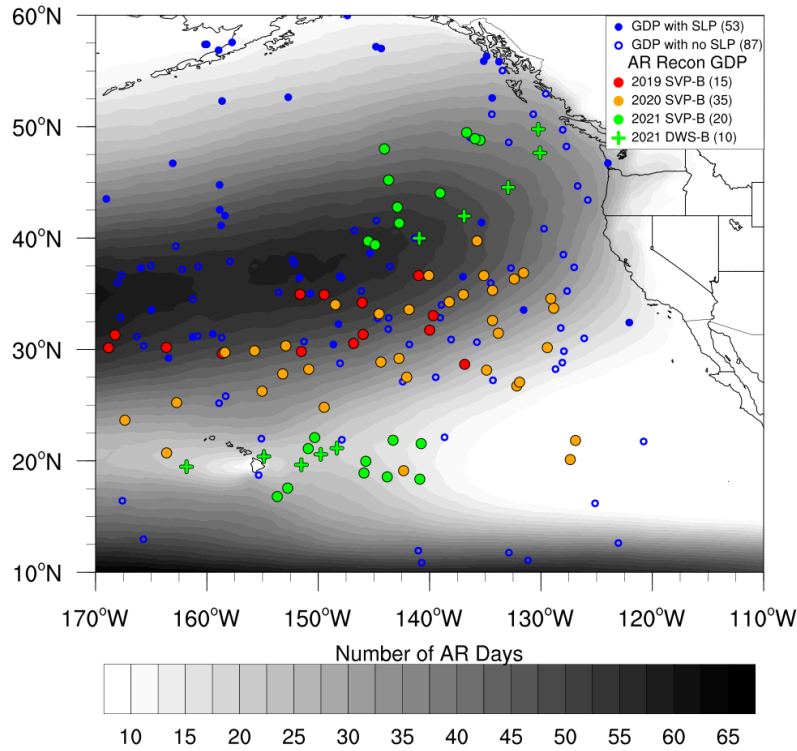 60°N
50°N
40°N
30°N
20°N
10°N
GDP with SLP (53)
GDP with no SLP (87)
AR Recon GDP
2019 SVP-B (15)
2020 SVP-B (35)
2021 SVP-B (20)
2021 DWS-B (10)
170°W 160°W 150°W 140°W 130°W 120°W 110°W
Number of AR Days
10 15 20 25 30 35 40 45 50 55 60 65